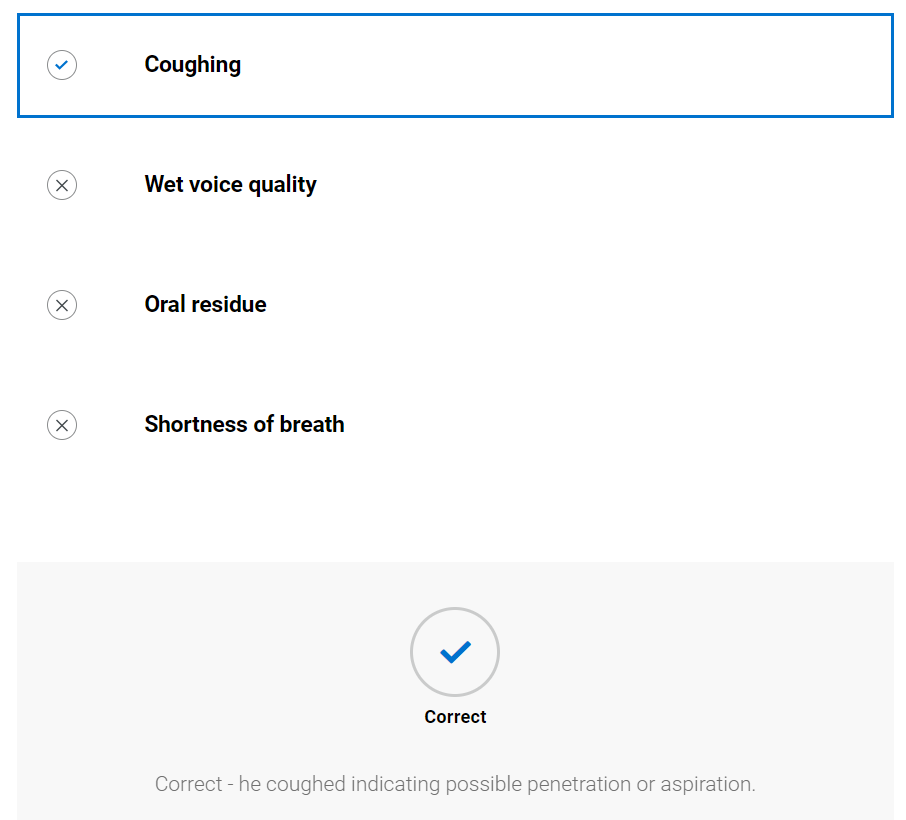 Coughing
Wet voice quality
Oral residue
Shortness of breath
Correct
Correct - he coughed indicating possible penetration or aspiration.